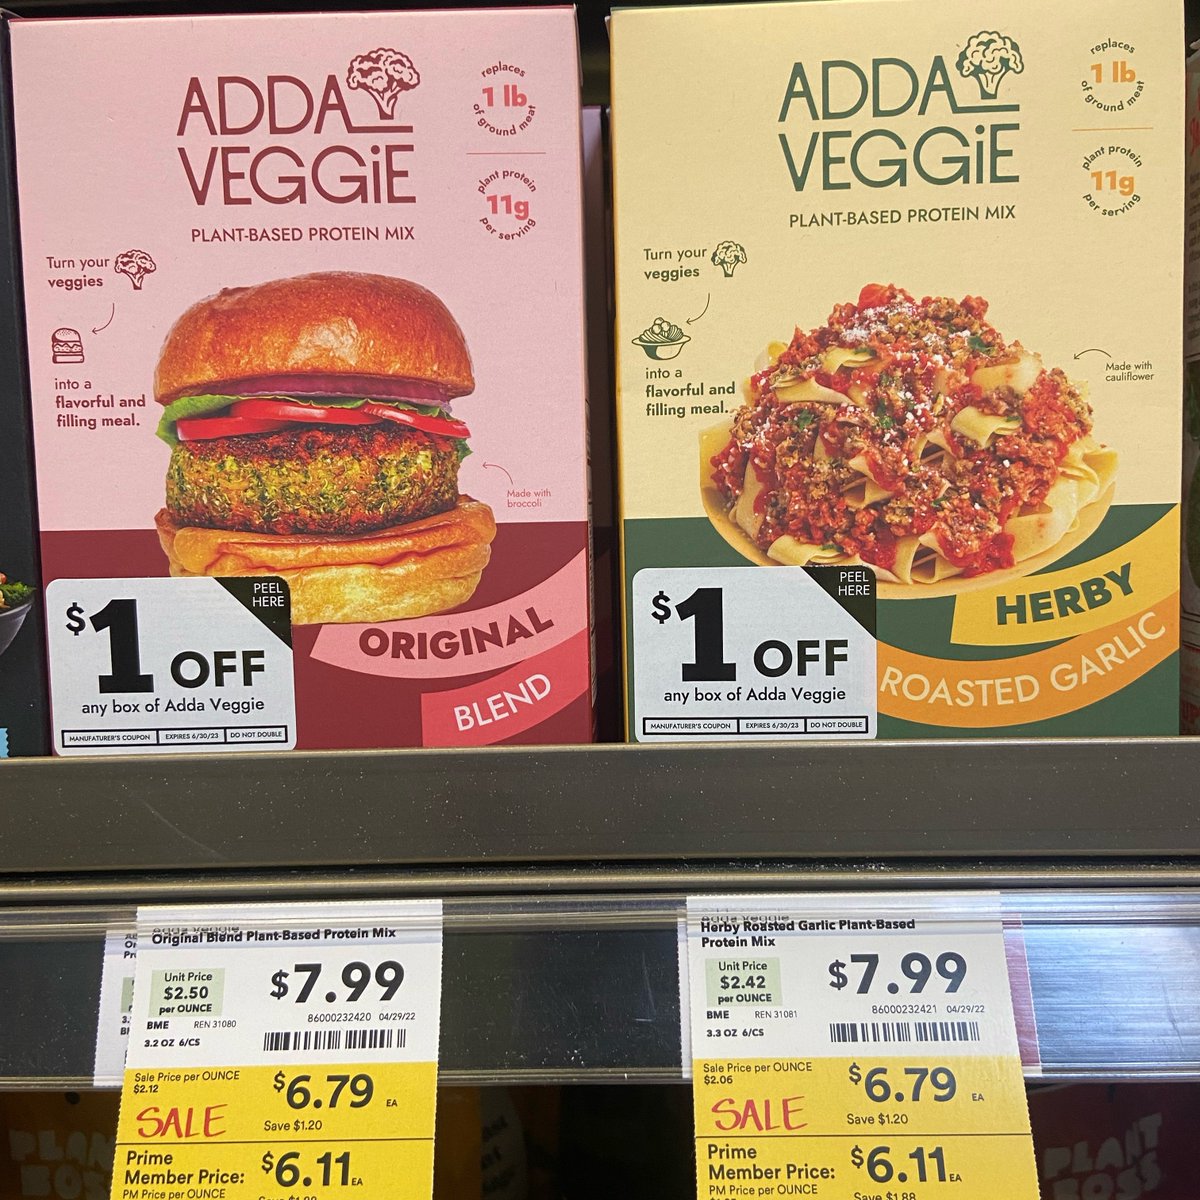 ADDA
VEGGiE
PLANT-BASED PROTEIN MIX
replaces
1 lb
of ground meat
plant protein
11g
per serving
Turn your
veggies
into a
flavorful and
filling meal.
Made with
broccoli
$1 OFF
any box of Adda Veggie
PEEL
HERE
MANUFATURER'S COUPON
EXPIRES 6/30/23
DO NOT DOUBLE
ORIGINAL
BLEND
ADDA
VEGGiE
PLANT-BASED PROTEIN MIX
replaces
1 lb
of ground meat
plant protein
11g
per serving
Turn your
veggies
into a
flavorful and
filling meal.
Made with
cauliflower
$1 OFF
any box of Adda Veggie
PEEL
HERE
MANUFATURER'S COUPON
EXPIRES 6/30/23
DO NOT DOUBLE
HERBY
ROASTED GARLIC
Adda Veggie
Original Blend Plant-Based Protein Mix
Unit Price
$2.50
per OUNCE
$7.99
BME
REN 31080
86000232420 04/29/22
3.2 OZ 6/CS
Sale Price per OUNCE
$2.12
SALE
$6.79 EA
Save $1.20
Prime
Member Price:
$6.11 EA
PM Price per OUNCE
Adda Veggie
Herby Roasted Garlic Plant-Based
Protein Mix
Unit Price
$2.42
per OUNCE
$7.99
BME
REN 31081
86000232421 04/29/22
3.3 OZ 6/CS
Sale Price per OUNCE
$2.06
SALE
$6.79 EA
Save $1.20
Prime
Member Price:
$6.11 EA
PM Price per OUNCE
Save $1.88
PLANT
BOSS